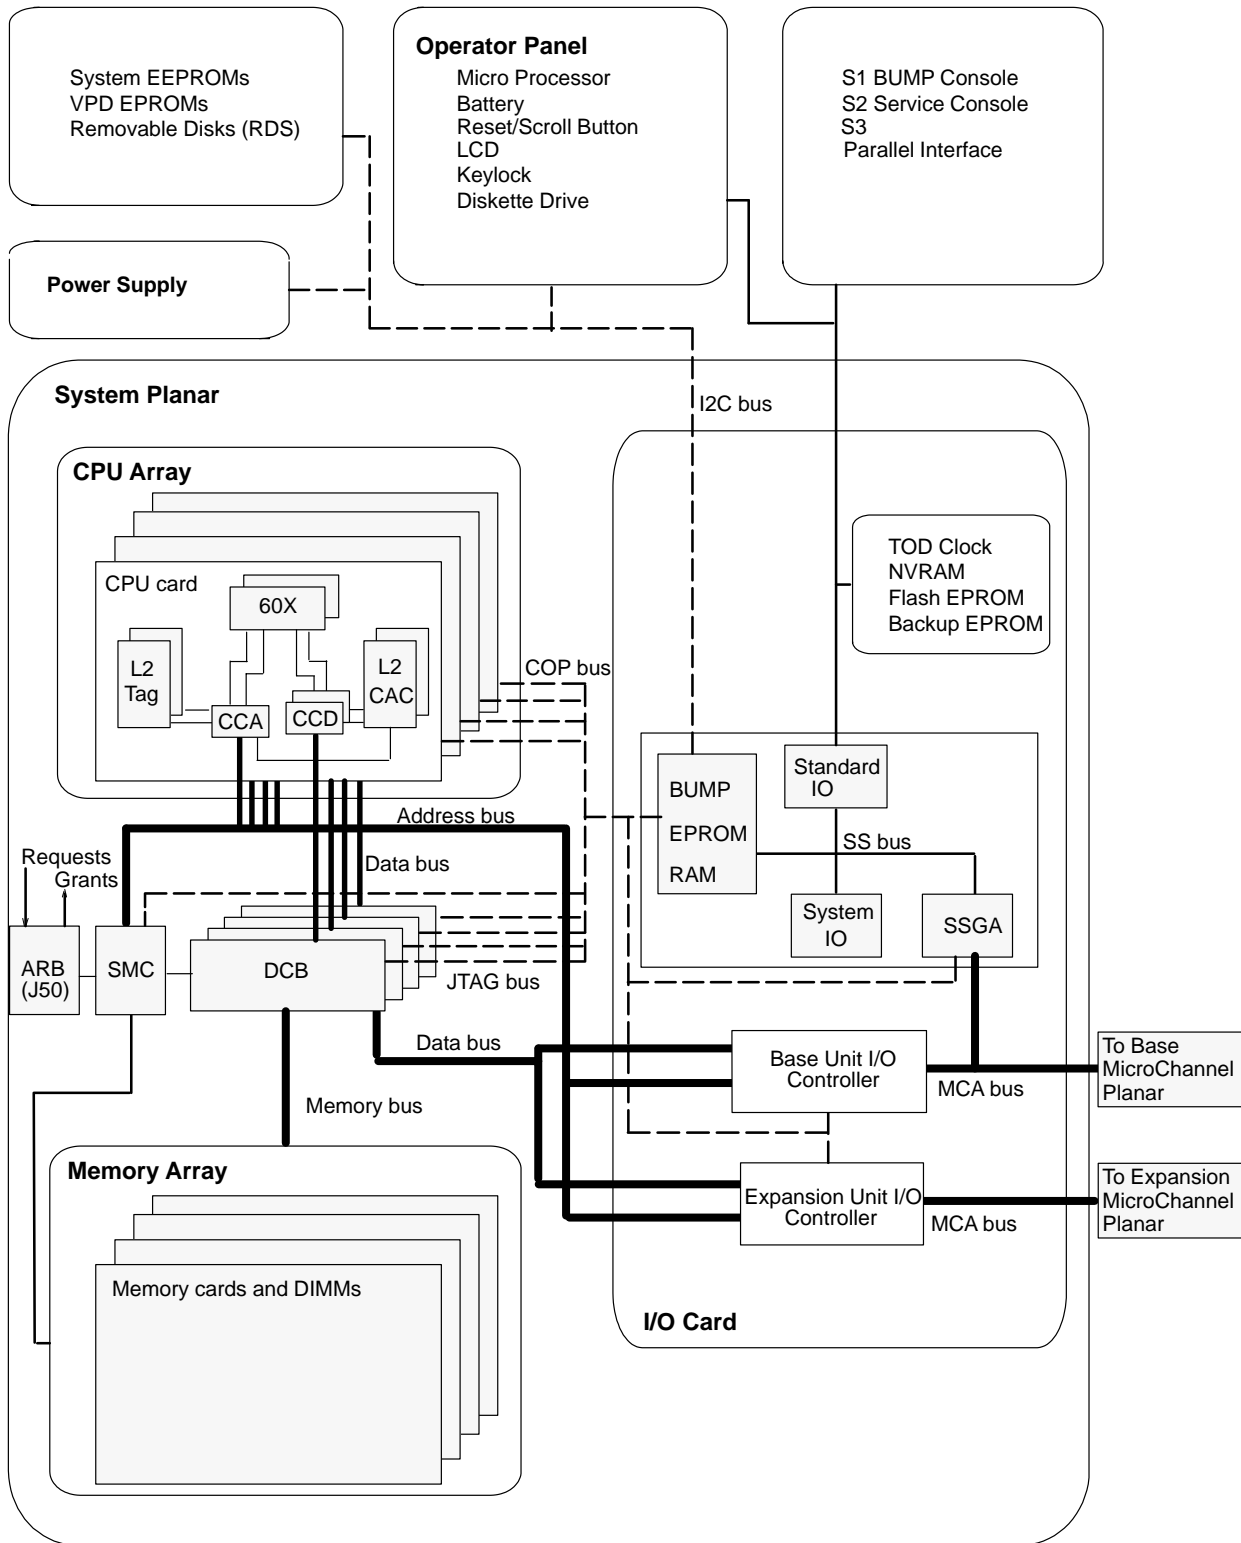 System EEPROMs
VPD EPROMs
Removable Disks (RDS)
Operator Panel
Micro Processor
Battery
Reset/Scroll Button
LCD
Keylock
Diskette Drive
S1 BUMP Console
S2 Service Console
S3
Parallel Interface
Power Supply
System Planar
I2C bus
CPU Array
CPU card
60X
L2
Tag
L2
CAC
CCA
CCD
COP bus
TOD Clock
NVRAM
Flash EPROM
Backup EPROM
BUMP
EPROM
RAM
Standard
IO
SS bus
System
IO
SSGA
Address bus
Data bus
Requests
Grants
ARB
(J50)
SMC
DCB
JTAG bus
Data bus
Memory bus
Base Unit I/O
Controller
MCA bus
To Base
MicroChannel
Planar
Expansion Unit I/O
Controller
MCA bus
To Expansion
MicroChannel
Planar
Memory Array
Memory cards and DIMMs
I/O Card